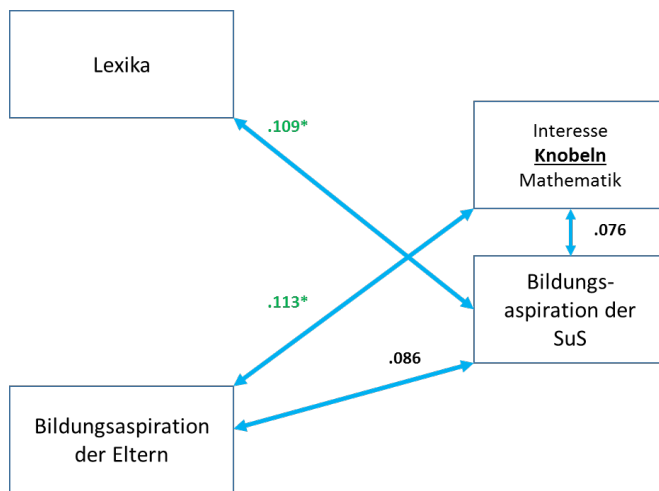 Lexika
.109*
Interesse
Knobeln
Mathematik
.076
Bildungs-
aspiration der
SuS
.113*
.086
Bildungsaspiration
der Eltern